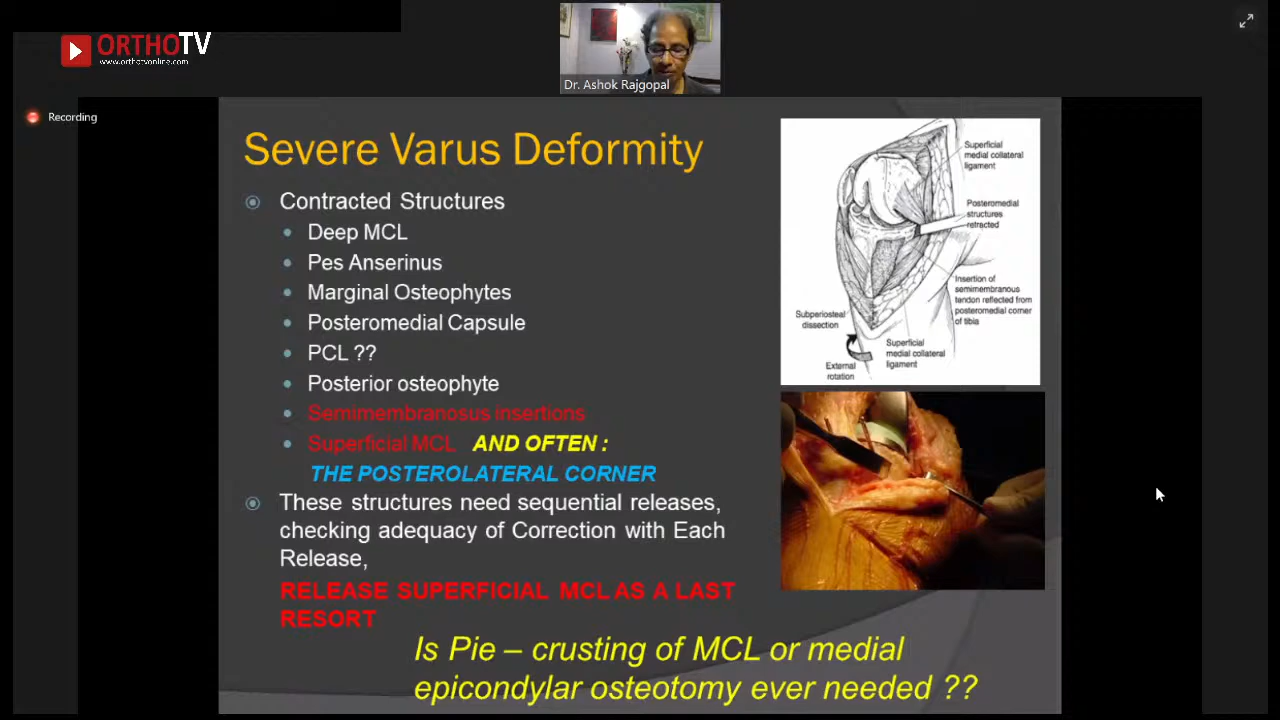 ORTHOTV
www.orthotvonline.com
Dr. Ashok Rajgopal
Recording
Severe Varus Deformity
Contracted Structures
Deep MCL
Pes Anserinus
Marginal Osteophytes
Posteromedial Capsule
PCL ??
Posterior osteophyte
Semimembranosus insertions
Superficial MCL AND OFTEN :
THE POSTEROLATERAL CORNER
These structures need sequential releases,
checking adequacy of Correction with Each
Release,
RELEASE SUPERFICIAL MCL AS A LAST
RESORT
Is Pie – crusting of MCL or medial
epicondylar osteotomy ever needed ??
Superficial
medial collateral
ligament
Posteromedial
structures
retracted
Insertion of
semimembranous
tendon reflected from
posteromedial corner
of tibia
Subperiosteal
dissection
Superficial
medial collateral
ligament
External
rotation